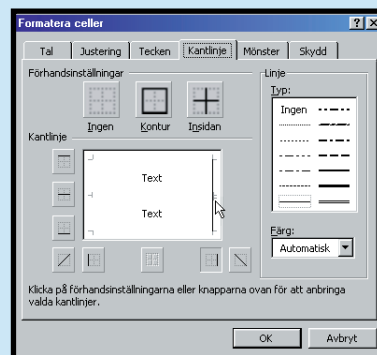 Formatera celler
Tal Justering Tecken Kantlinje Mönster Skydd
Förhandsinställningar
Ingen Kontur Insidan
Kantlinje
Text
Text
Linje
Typ:
Ingen
Färg:
Automatisk
Klicka på förhandsinställningarna eller knapparna ovan för att anbringa
valda kantlinjer.
OK Avbryt